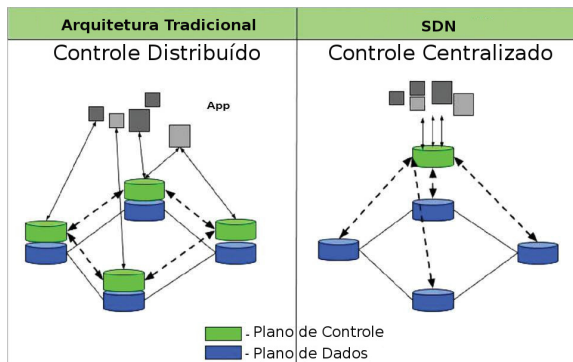 Arquitetura Tradicional
SDN
Controle Distribuído
Controle Centralizado
App
- Plano de Controle
- Plano de Dados